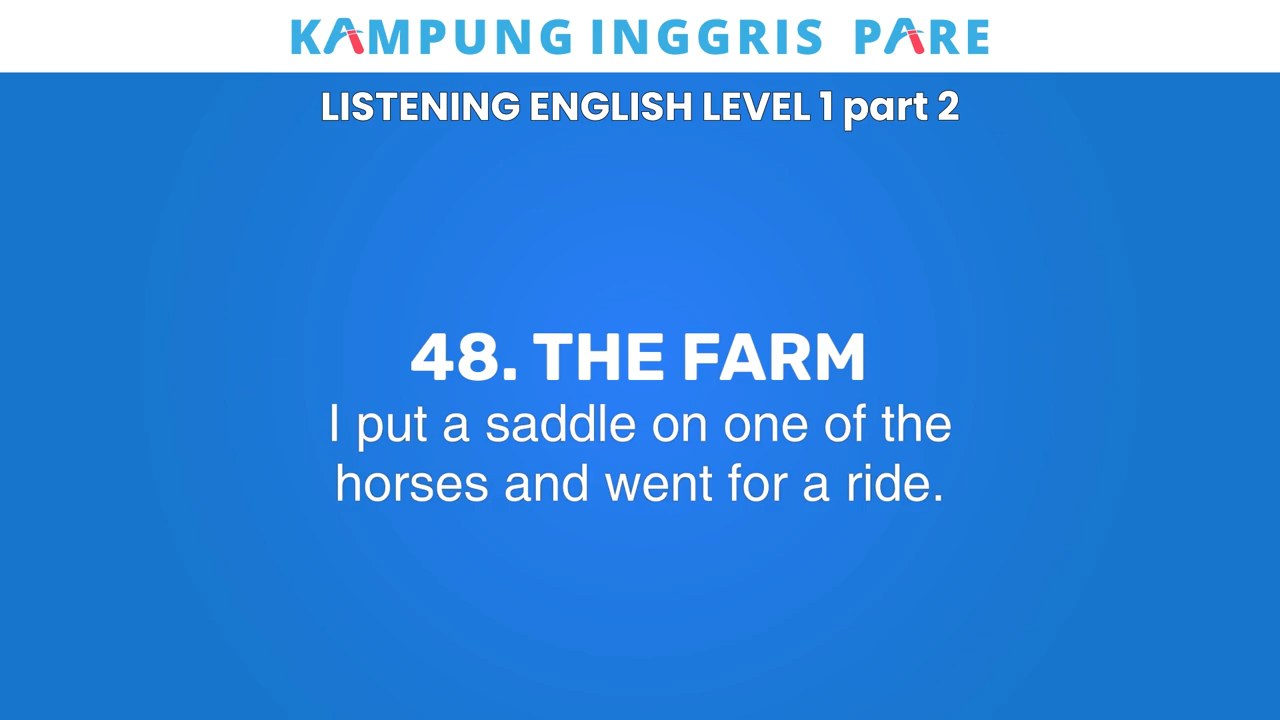 KAMPUNG INGGRIS PARE
LISTENING ENGLISH LEVEL 1 part 2
48. THE FARM
I put a saddle on one of the
horses and went for a ride.